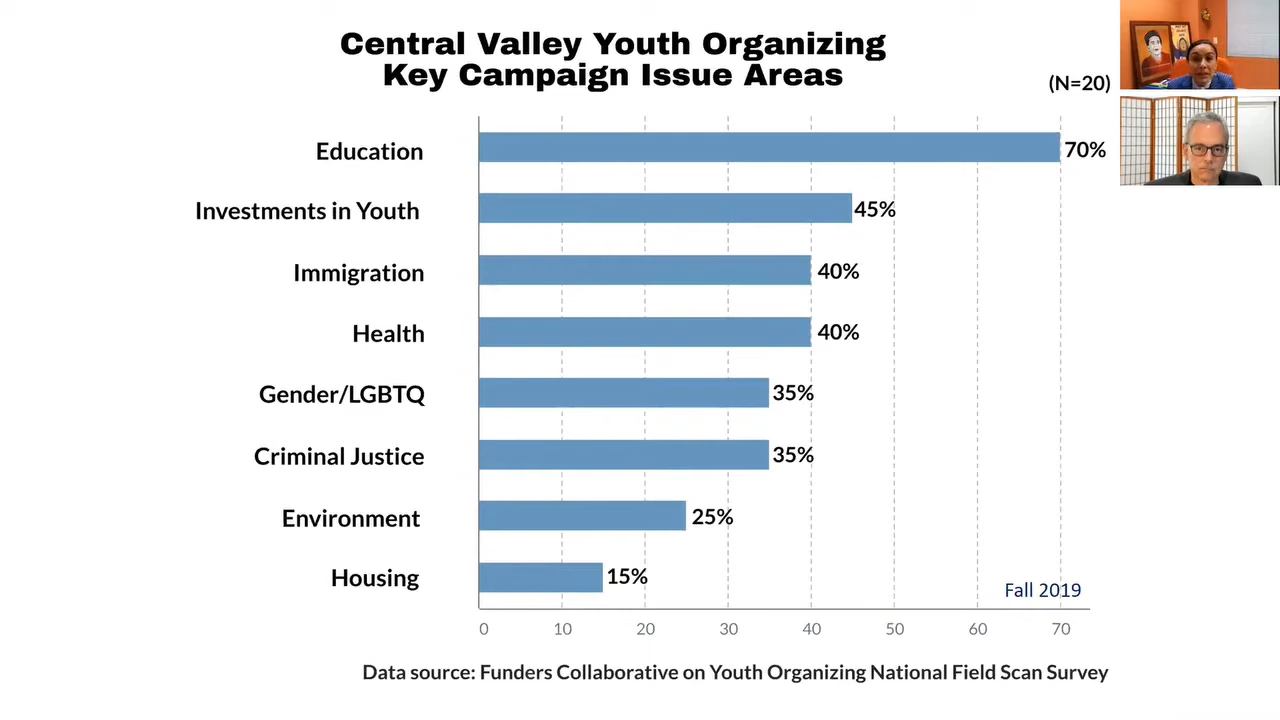 Central Valley Youth Organizing
Key Campaign Issue Areas
(N=20)
Education
70%
Investments in Youth
45%
Immigration
40%
Health
40%
Gender/LGBTQ
35%
Criminal Justice
35%
Environment
25%
Housing
15%
Fall 2019
0 10 20 30 40 50 60 70
Data source: Funders Collaborative on Youth Organizing National Field Scan Survey